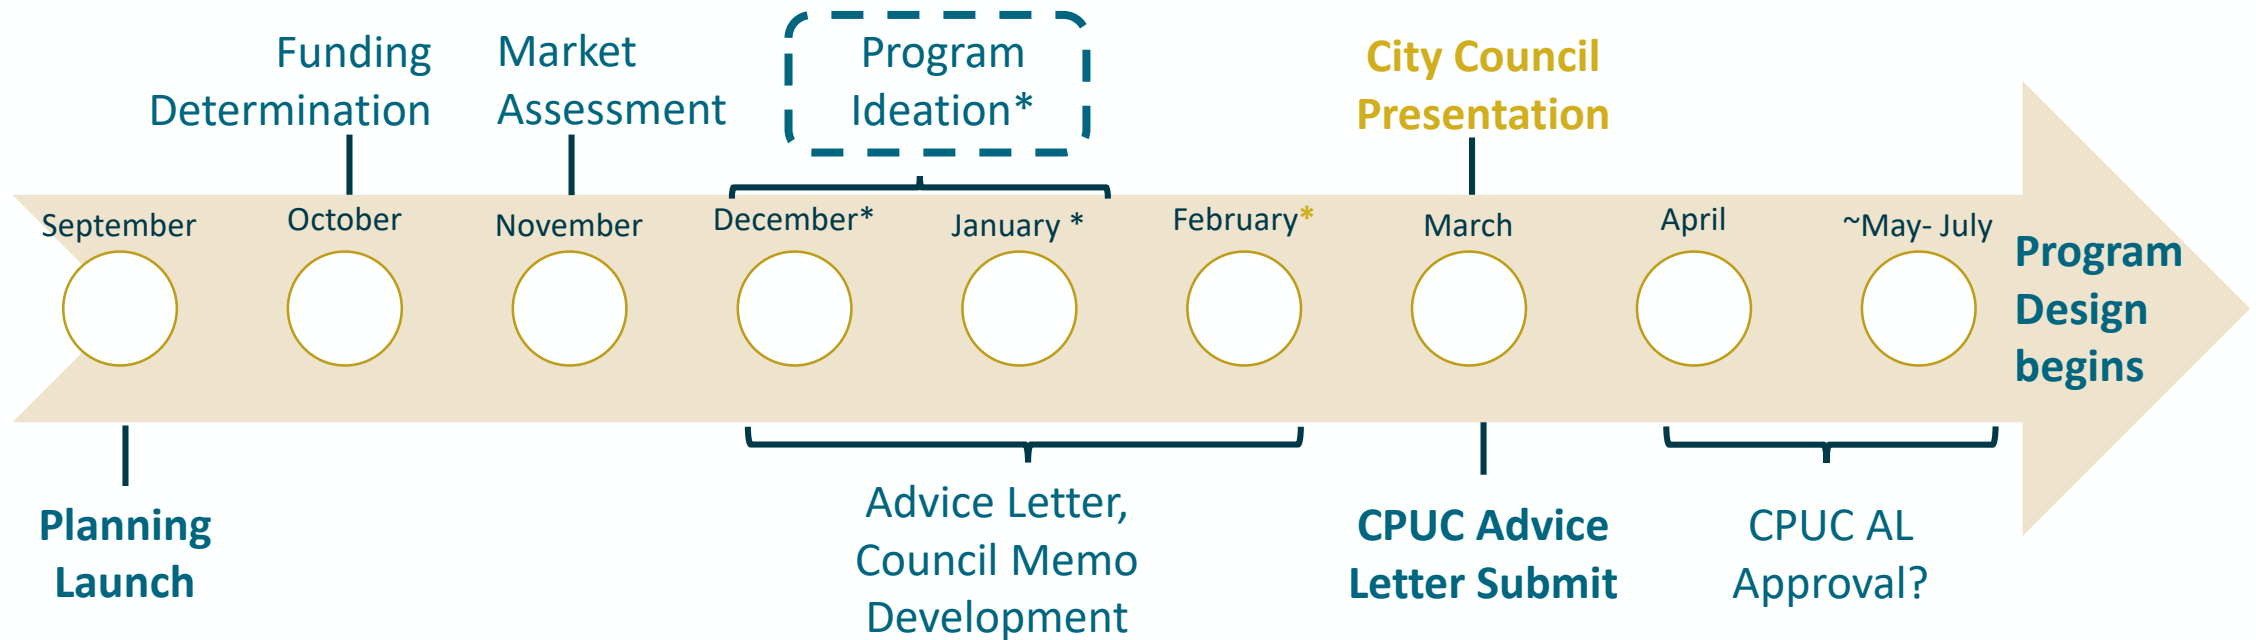 Funding
Determination
Market
Assessment
Program
Ideation*
City Council
Presentation
September
October
November
December*
January *
February*
March
April
~May- July
Program
Design
begins
Planning
Launch
Advice Letter,
Council Memo
Development
CPUC Advice
Letter Submit
CPUC AL
Approval?